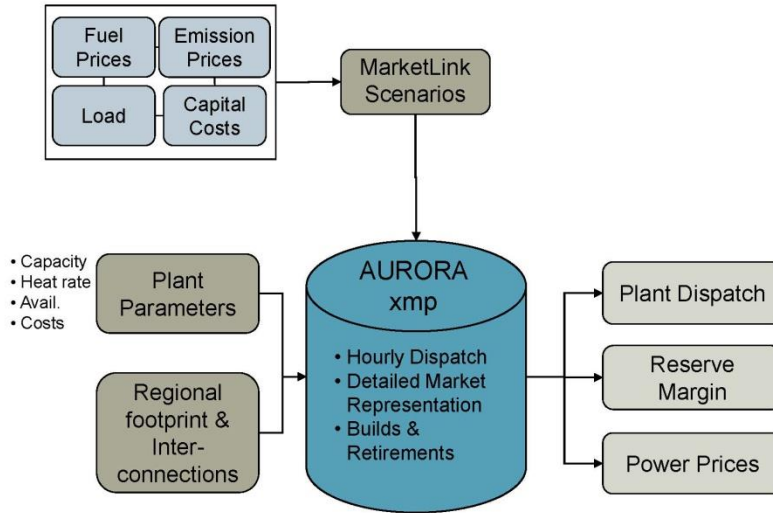 Fuel
Prices
Emission
Prices
Load
Capital
Costs
MarketLink
Scenarios
• Capacity
• Heat rate
• Avail.
• Costs
Plant
Parameters
Regional
footprint &
Inter-
connections
AURORA
xmp
• Hourly Dispatch
• Detailed Market
Representation
• Builds &
Retirements
Plant Dispatch
Reserve
Margin
Power Prices